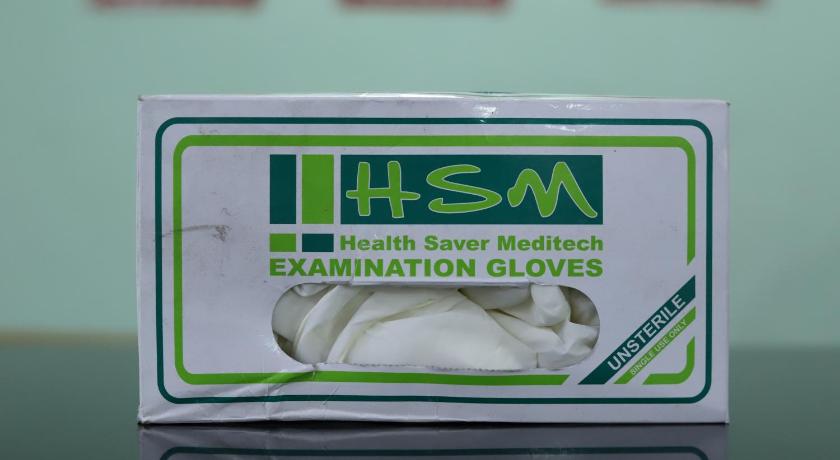 HSM
Health Saver Meditech
EXAMINATION GLOVES
UNSTERILE
SINGLE USE ONLY